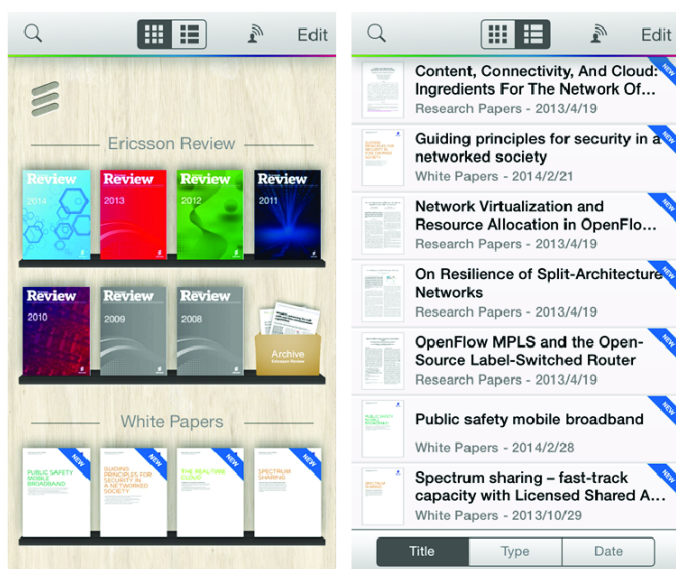 Edit
Ericsson Review
Review
2014
Review
2013
Review
2012
Review
2011
Review
2010
Review
2009
Review
2008
Archive
Ericsson Review
White Papers
NEW
PUBLIC SAFETY
MOBILE
BROADBAND
GUIDING
PRINCIPLES FOR
SECURITY IN
A NETWORKED
SOCIETY
NEW
THE REAL-TIME
CLOUD
NEW
SPECTRUM
SHARING
NEW
Edit
Content, Connectivity, And Cloud:
Ingredients For The Network Of...
Research Papers - 2013/4/19
NEW
Guiding principles for security in a
networked society
White Papers - 2014/2/21
NEW
Network Virtualization and
Resource Allocation in OpenFlo...
Research Papers - 2013/4/19
NEW
On Resilience of Split-Architecture
Networks
Research Papers - 2013/4/19
NEW
OpenFlow MPLS and the Open-
Source Label-Switched Router
Research Papers - 2013/4/19
NEW
Public safety mobile broadband
White Papers - 2014/2/28
NEW
Spectrum sharing – fast-track
capacity with Licensed Shared A...
White Papers - 2013/10/29
NEW
Title
Type
Date